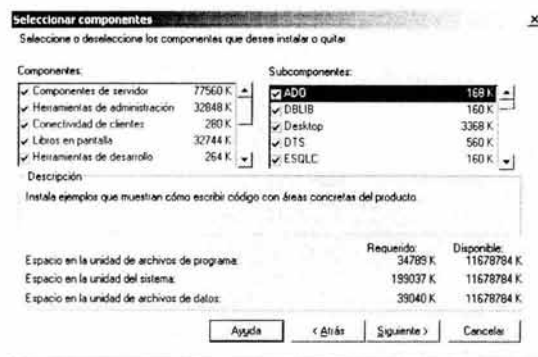 Seleccionar componentes
Seleccione o deseleccione los componentes que desea instalar o quitar
Componentes:
Componentes de servidor 77560 K
Herramientas de administración 32848 K
Conectividad de clientes 280 K
Libros en pantalla 32744 K
Herramientas de desarrollo 264 K
Subcomponentes:
ADO 168 K
DBLIB 160 K
Desktop 3368 K
DTS 560 K
ESQLC 160 K
Descripción
Instala ejemplos que muestran cómo escribir código con áreas concretas del producto.
Requerido: Disponible:
Espacio en la unidad de archivos de programa: 34789 K 11678784 K
Espacio en la unidad del sistema: 199037 K 11678784 K
Espacio en la unidad de archivos de datos: 39040 K 11678784 K
Ayuda < Atrás Siguiente > Cancelar